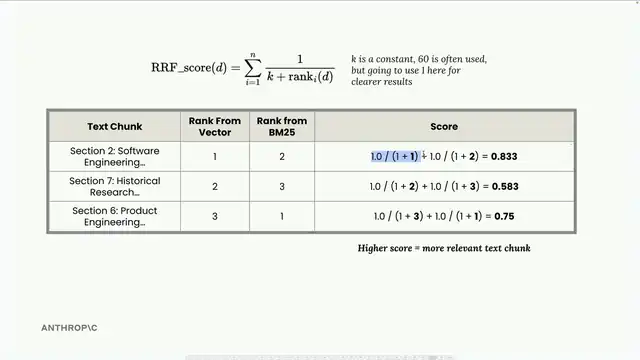 RRF_score(d) = ∑ i=1 n 1 / (k + rank_i(d))
k is a constant, 60 is often used,
but going to use 1 here for
clearer results
Text Chunk Rank From Vector Rank from BM25 Score
Section 2: Software Engineering... 1 2 1.0 / (1 + 1) + 1.0 / (1 + 2) = 0.833
Section 7: Historical Research... 2 3 1.0 / (1 + 2) + 1.0 / (1 + 3) = 0.583
Section 6: Product Engineering... 3 1 1.0 / (1 + 3) + 1.0 / (1 + 1) = 0.75
Higher score = more relevant text chunk
ANTHROP\C